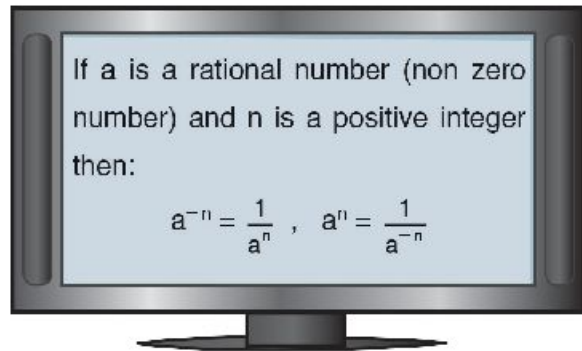 If a is a rational number (non zero
number) and n is a positive integer
then:
a⁻ⁿ = 1/aⁿ , aⁿ = 1/a⁻ⁿ